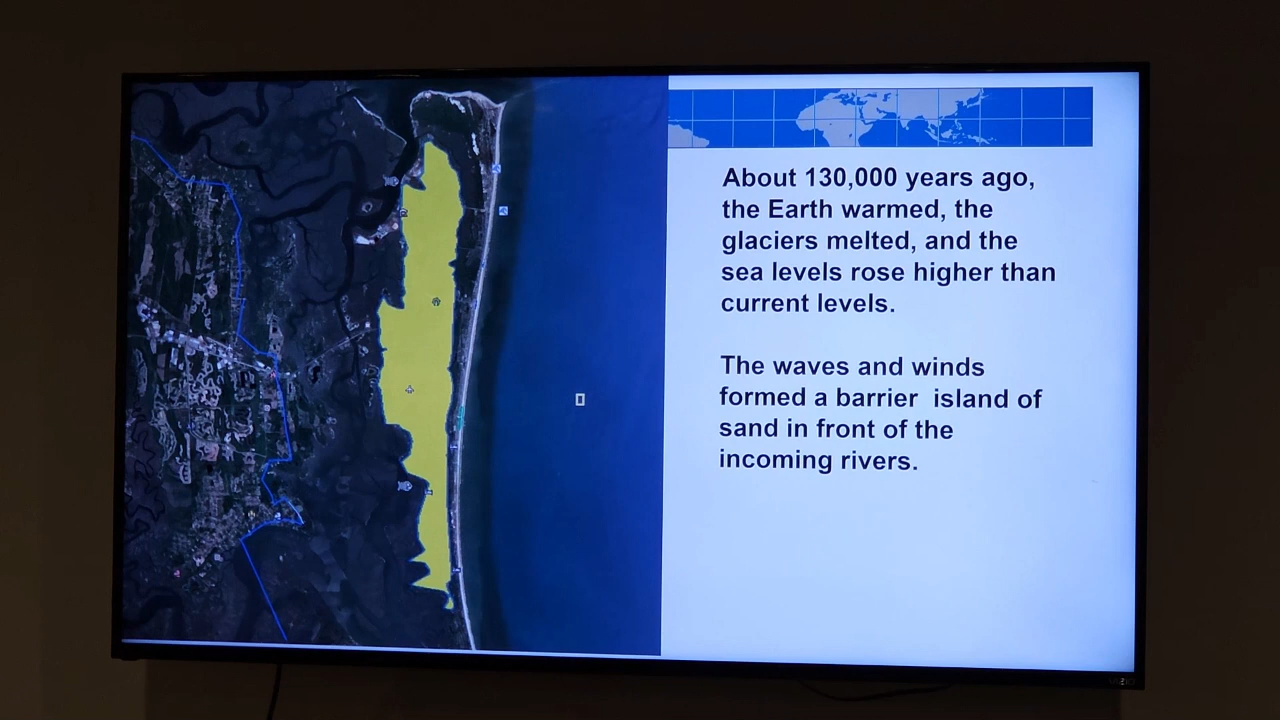 About 130,000 years ago,
the Earth warmed, the
glaciers melted, and the
sea levels rose higher than
current levels.
The waves and winds
formed a barrier island of
sand in front of the
incoming rivers.
VIZIO